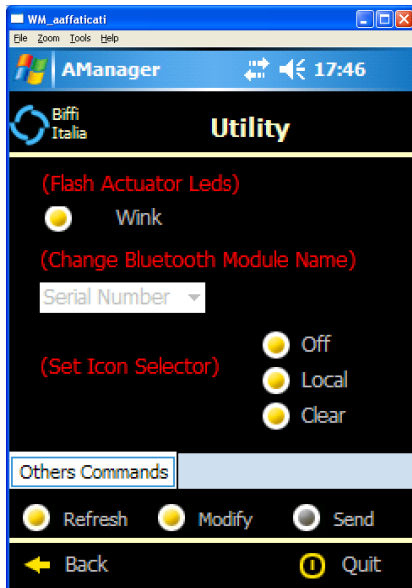 WM_aaffaticati
File Zoom Tools Help
AManager 17:46
Biffi
Italia
Utility
(Flash Actuator Leds)
Wink
(Change Bluetooth Module Name)
Serial Number
Off
(Set Icon Selector)
Local
Clear
Others Commands
Refresh Modify Send
Back Quit